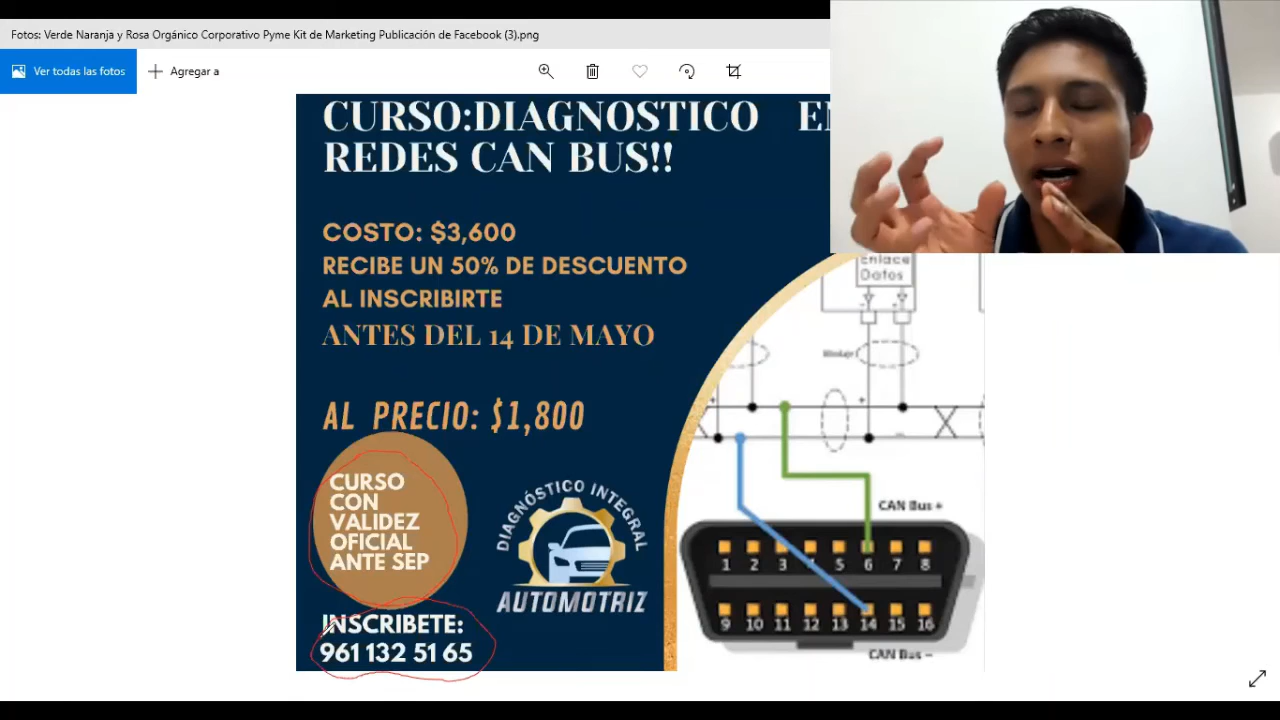 Fotos: Verde Naranja y Rosa Orgánico Corporativo Pyme Kit de Marketing Publicación de Facebook (3).png
Ver todas las fotos
Agregar a
CURSO:DIAGNOSTICO
REDES CAN BUS!!
COSTO: $3,600
RECIBE UN 50% DE DESCUENTO
AL INSCRIBIRTE
ANTES DEL 14 DE MAYO
AL PRECIO: $1,800
CURSO
CON
VALIDEZ
OFICIAL
ANTE SEP
INSCRIBETE:
961 132 51 65
DIAGNÓSTICO INTEGRAL
AUTOMOTRIZ
Enlace
Datos
CAN Bus +
1 2 3 4 5 6 7 8
9 10 11 12 13 14 15 16
CAN Bus –